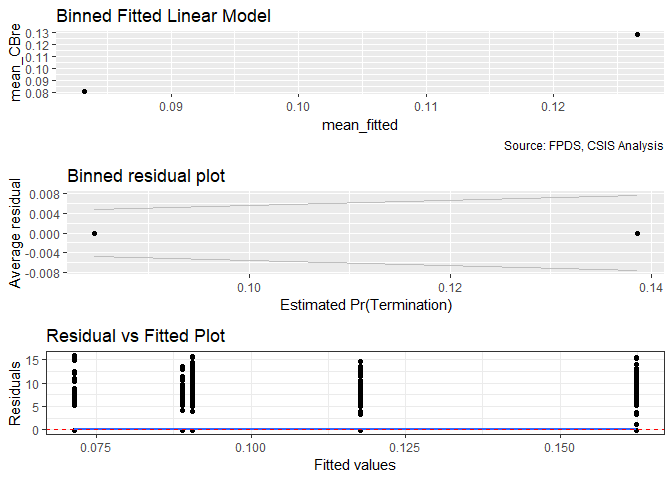 Binned Fitted Linear Model
mean_CBre
0.13
0.12
0.11
0.10
0.09
0.08
0.09 0.10 0.11 0.12
mean_fitted
Source: FPDS, CSIS Analysis
Binned residual plot
Average residual
0.008
0.004
0.000
-0.004
-0.008
0.10 0.12 0.14
Estimated Pr(Termination)
Residual vs Fitted Plot
Residuals
15
10
5
0
0.075 0.100 0.125 0.150
Fitted values